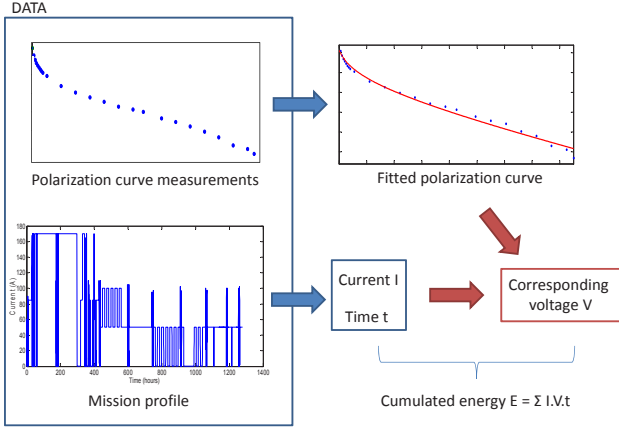 DATA
Polarization curve measurements
Fitted polarization curve
180
160
140
120
100
80
60
40
20
0
Current (A)
0 200 400 600 800 1000 1200 1400
Time (hours)
Mission profile
Current I
Time t
Corresponding
voltage V
Cumulated energy E = Σ I.V.t